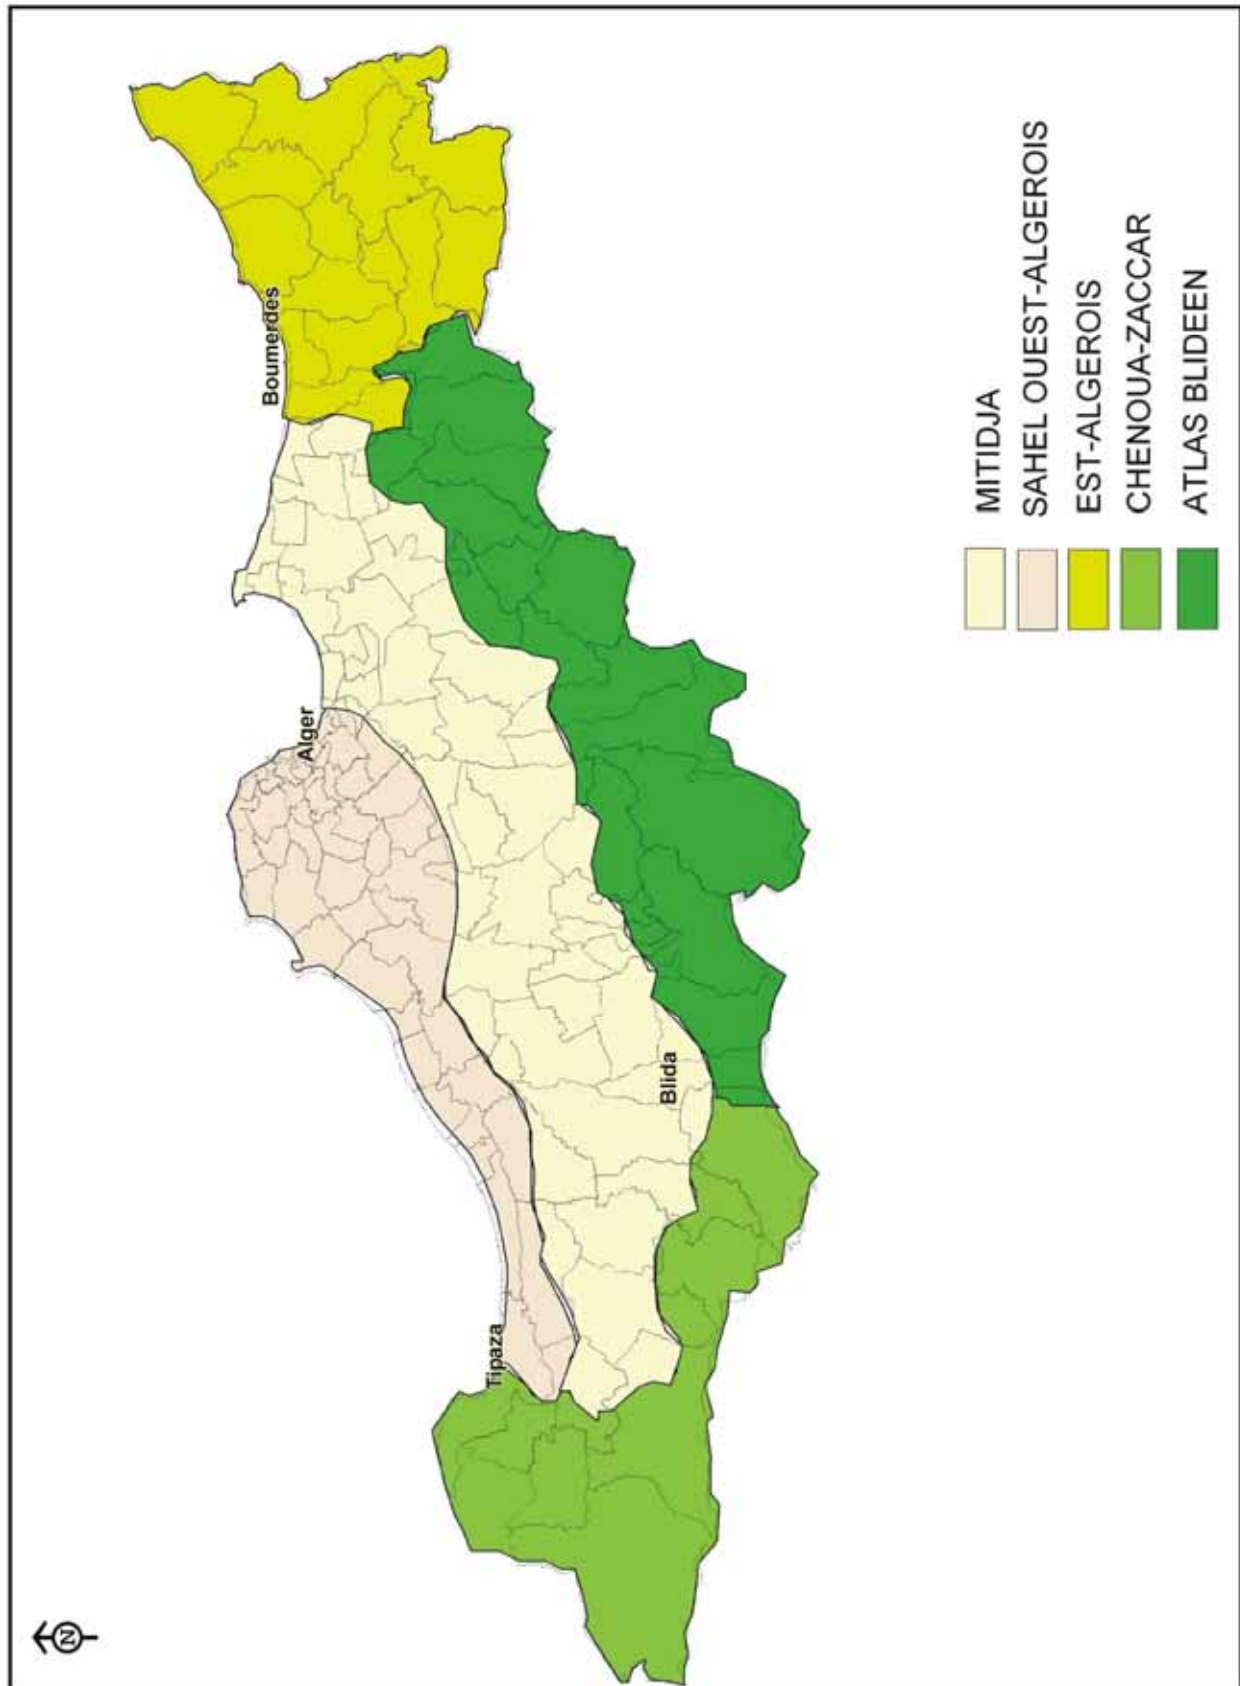 N
Boumerdes
Alger
Blida
Tipaza
MITIDJA
SAHEL OUEST-ALGEROIS
EST-ALGEROIS
CHENOUA-ZACCAR
ATLAS BLIDEEN